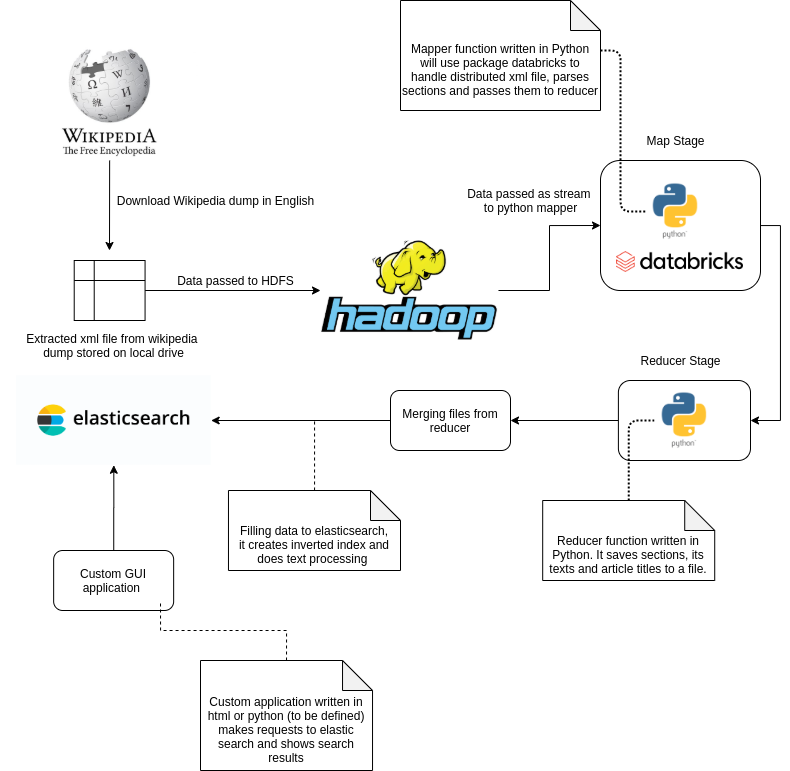 Mapper function written in Python
will use package databricks to
handle distributed xml file, parses
sections and passes them to reducer
WIKIPEDIA
The Free Encyclopedia
Map Stage
Download Wikipedia dump in English
Data passed as stream
to python mapper
python
databricks
Data passed to HDFS
hadoop
Extracted xml file from wikipedia
dump stored on local drive
Reducer Stage
elasticsearch
Merging files from
reducer
python
Filling data to elasticsearch,
it creates inverted index and
does text processing
Reducer function written in
Python. It saves sections, its
texts and article titles to a file.
Custom GUI
application
Custom application written in
html or python (to be defined)
makes requests to elastic
search and shows search
results